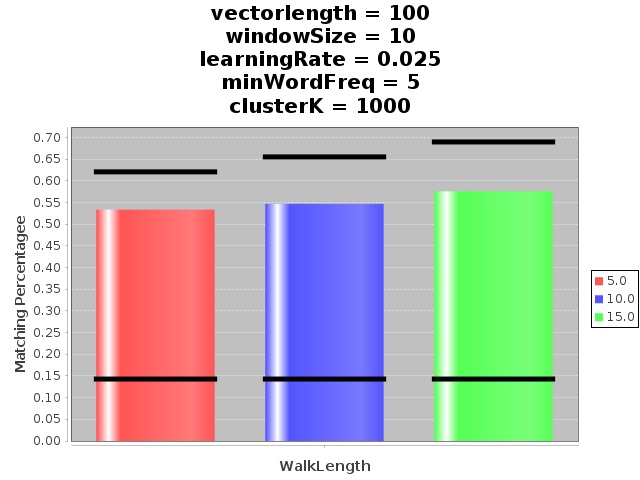 vectorlength = 100
windowSize = 10
learningRate = 0.025
minWordFreq = 5
clusterK = 1000
0.70
0.65
0.60
0.55
0.50
0.45
0.40
0.35
0.30
0.25
0.20
0.15
0.10
0.05
0.00
Matching Percentagee
WalkLength
5.0
10.0
15.0